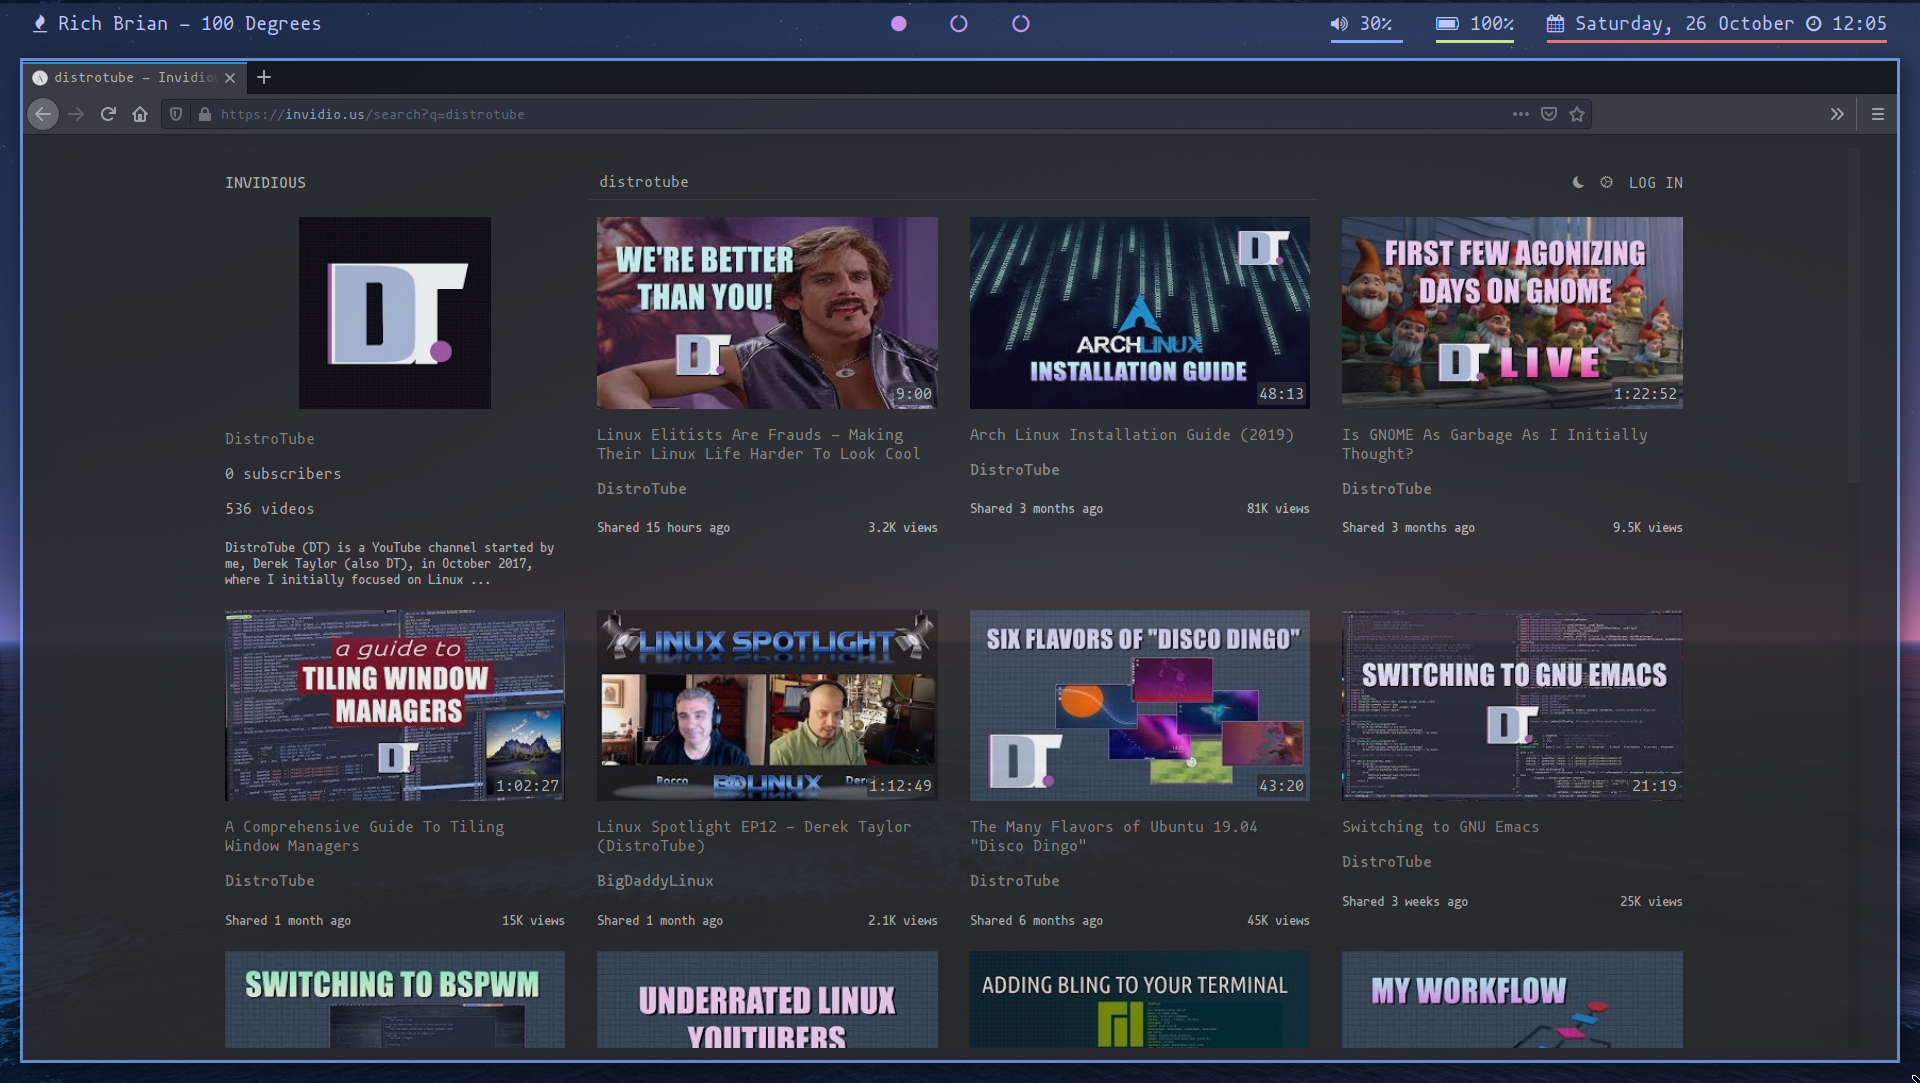 Rich Brian – 100 Degrees
30%
100%
Saturday, 26 October
12:05
distrotube – Invidio
https://invidio.us/search?q=distrotube
INVIDIOUS
distrotube
LOG IN
DT.
WE'RE BETTER
THAN YOU!
DT.
9:00
DT.
ARCHLINUX
INSTALLATION GUIDE
48:13
FIRST FEW AGONIZING
DAYS ON GNOME
DT. LIVE
1:22:52
DistroTube
0 subscribers
536 videos
DistroTube (DT) is a YouTube channel started by
me, Derek Taylor (also DT), in October 2017,
where I initially focused on Linux ...
Linux Elitists Are Frauds – Making
Their Linux Life Harder To Look Cool
DistroTube
Shared 15 hours ago
3.2K views
Arch Linux Installation Guide (2019)
DistroTube
Shared 3 months ago
81K views
Is GNOME As Garbage As I Initially
Thought?
DistroTube
Shared 3 months ago
9.5K views
a guide to
TILING WINDOW
MANAGERS
DT.
1:02:27
LINUX SPOTLIGHT
Rocco
BDLINUX
1:12:49
SIX FLAVORS OF "DISCO DINGO"
DT.
43:20
SWITCHING TO GNU EMACS
DT.
21:19
A Comprehensive Guide To Tiling
Window Managers
DistroTube
Shared 1 month ago
15K views
Linux Spotlight EP12 – Derek Taylor
(DistroTube)
BigDaddyLinux
Shared 1 month ago
2.1K views
The Many Flavors of Ubuntu 19.04
"Disco Dingo"
DistroTube
Shared 6 months ago
45K views
Switching to GNU Emacs
DistroTube
Shared 3 weeks ago
25K views
SWITCHING TO BSPWM
UNDERRATED LINUX
YOUTUBERS
ADDING BLING TO YOUR TERMINAL
MY WORKFLOW